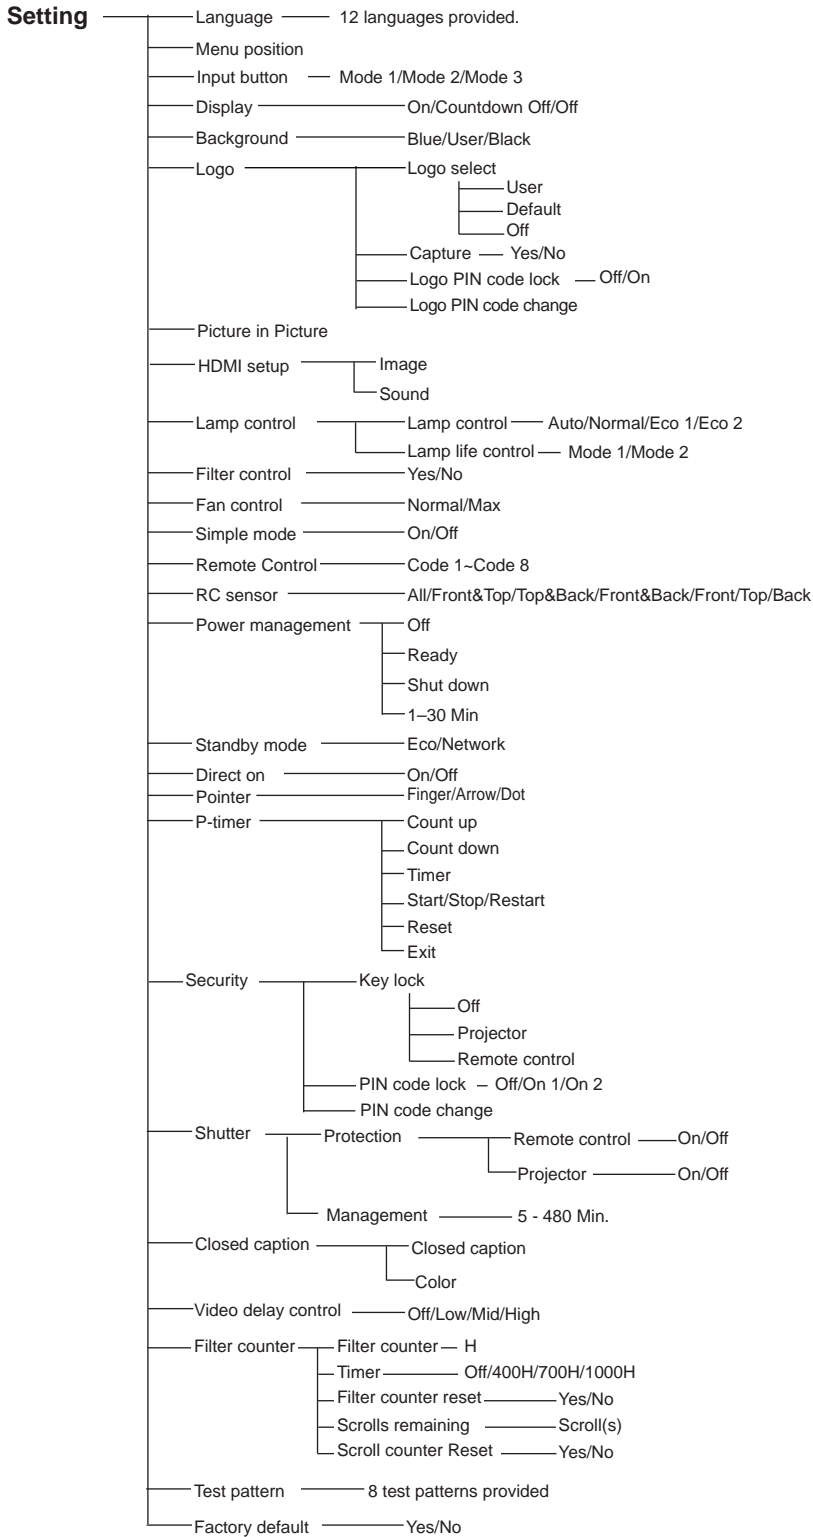 Setting
Language 12 languages provided.
Menu position
Input button Mode 1/Mode 2/Mode 3
Display On/Countdown Off/Off
Background Blue/User/Black
Logo Logo select
User
Default
Off
Capture Yes/No
Logo PIN code lock Off/On
Logo PIN code change
Picture in Picture
HDMI setup Image
Sound
Lamp control Lamp control Auto/Normal/Eco 1/Eco 2
Lamp life control Mode 1/Mode 2
Filter control Yes/No
Fan control Normal/Max
Simple mode On/Off
Remote Control Code 1~Code 8
RC sensor All/Front&Top/Top&Back/Front&Back/Front/Top/Back
Power management Off
Ready
Shut down
1–30 Min
Standby mode Eco/Network
Direct on On/Off
Pointer Finger/Arrow/Dot
P-timer Count up
Count down
Timer
Start/Stop/Restart
Reset
Exit
Security Key lock
Off
Projector
Remote control
PIN code lock Off/On 1/On 2
PIN code change
Shutter Protection Remote control On/Off
Projector On/Off
Management 5 - 480 Min.
Closed caption Closed caption
Color
Video delay control Off/Low/Mid/High
Filter counter Filter counter H
Timer Off/400H/700H/1000H
Filter counter reset Yes/No
Scrolls remaining Scroll(s)
Scroll counter Reset Yes/No
Test pattern 8 test patterns provided
Factory default Yes/No